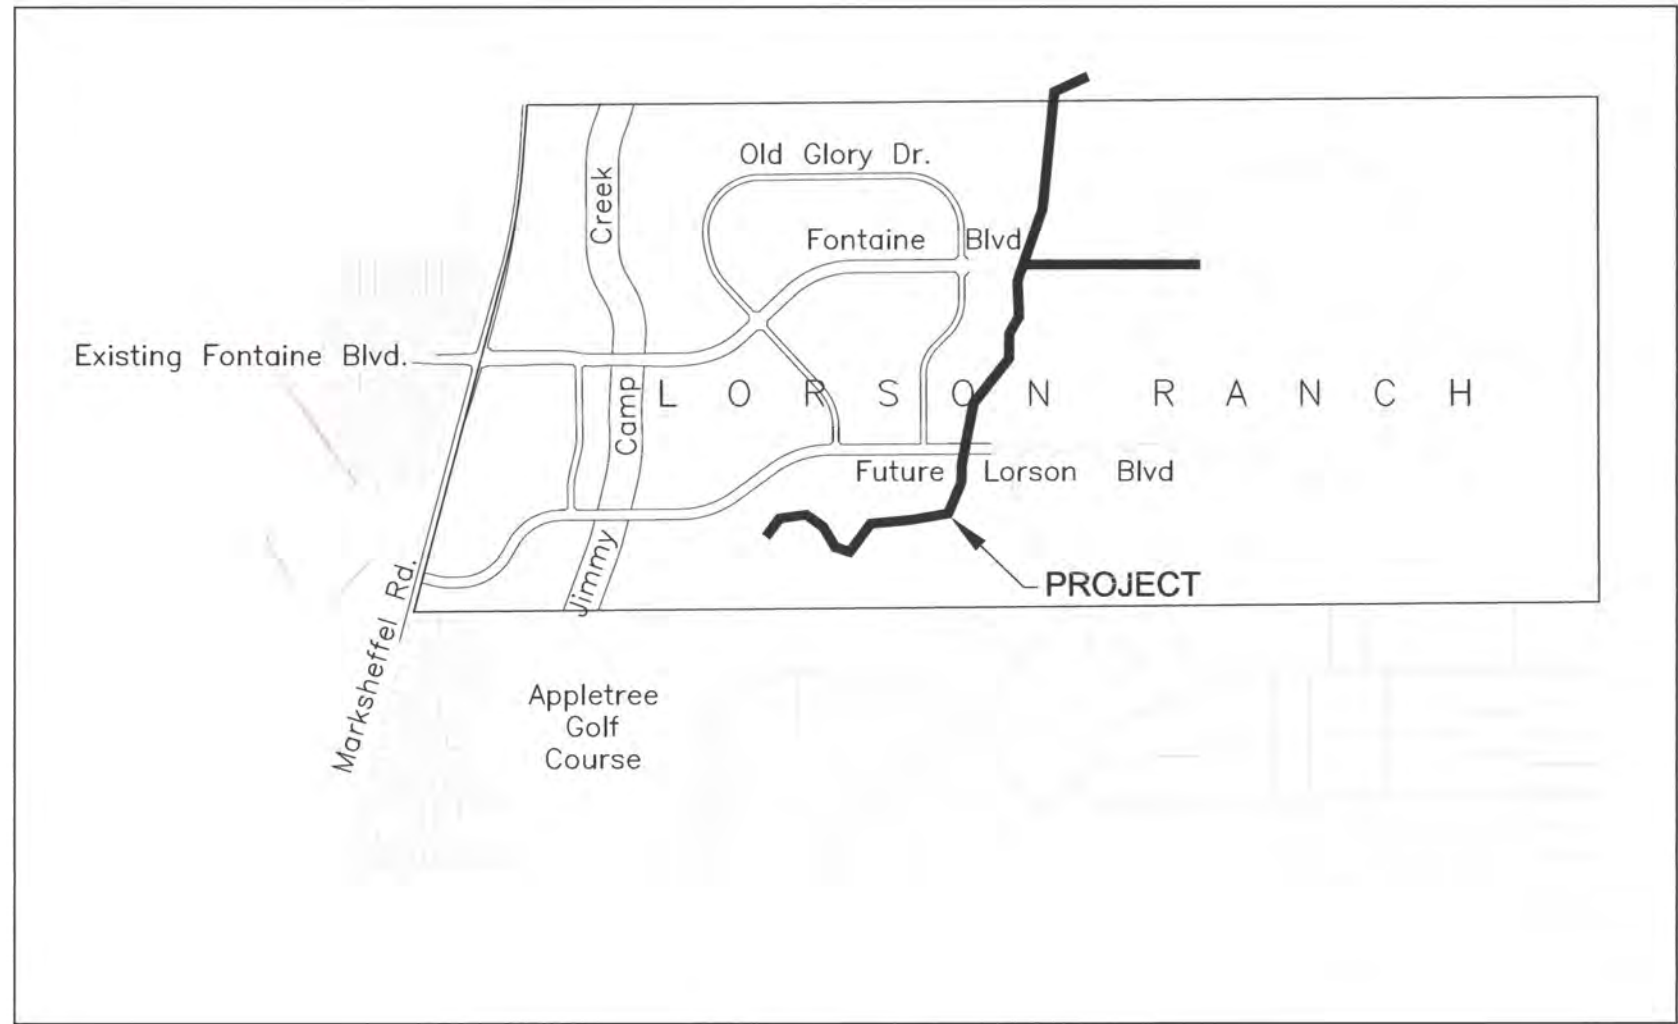 Old Glory Dr.
Fontaine Blvd
Existing Fontaine Blvd.
L O R S O N R A N C H
Future Lorson Blvd
PROJECT
Jimmy Camp Creek
Marksheffel Rd.
Appletree
Golf
Course